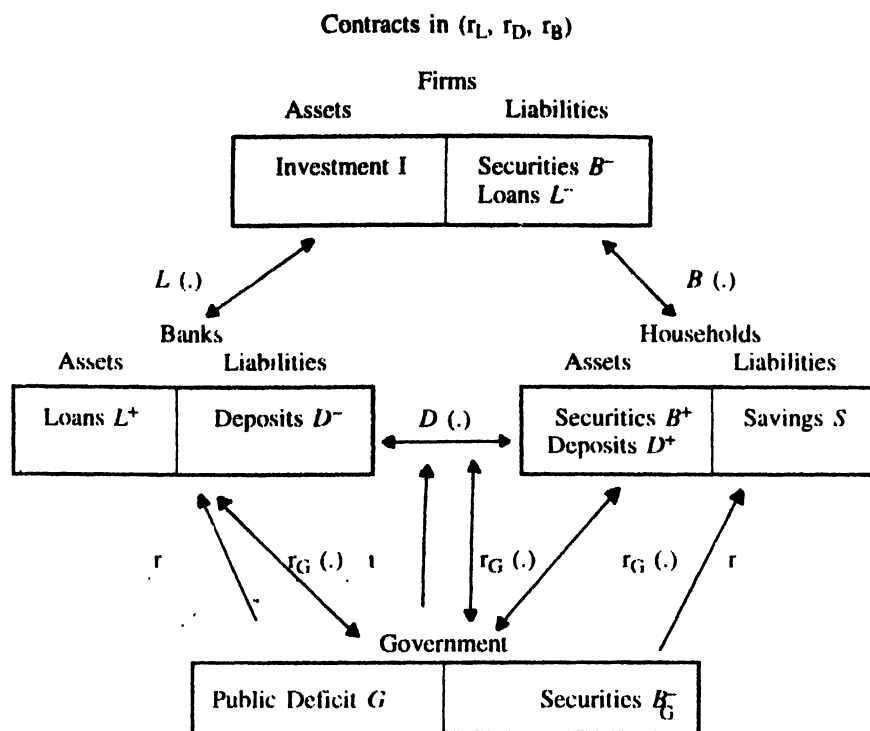 Contracts in (r_L, r_D, r_B)
Firms
Assets Liabilities
Investment I Securities B⁻
Loans L⁻
L (.) B (.)
Banks Households
Assets Liabilities Assets Liabilities
Loans L⁺ Deposits D⁻ D (.) Securities B⁺ Savings S
Deposits D⁺
r r_G (.) ι r_G (.) r_G (.) r
Government
Public Deficit G Securities B_G⁻